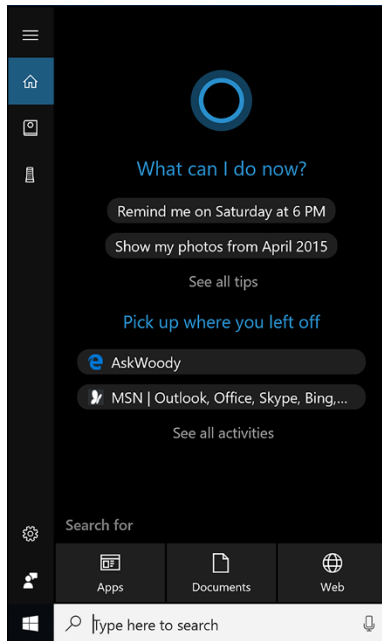 What can I do now?
Remind me on Saturday at 6 PM
Show my photos from April 2015
See all tips
Pick up where you left off
AskWoody
MSN | Outlook, Office, Skype, Bing,...
See all activities
Search for
Apps
Documents
Web
Type here to search